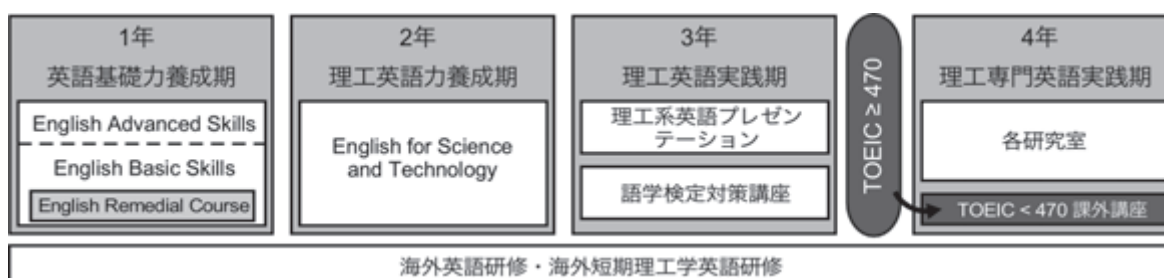 1年
英語基礎力養成期
English Advanced Skills
English Basic Skills
English Remedial Course
2年
理工英語力養成期
English for Science
and Technology
3年
理工英語実践期
理工系英語プレゼン
テーション
語学検定対策講座
TOEIC ≥ 470
4年
理工専門英語実践期
各研究室
TOEIC < 470 課外講座
海外英語研修・海外短期理工学英語研修